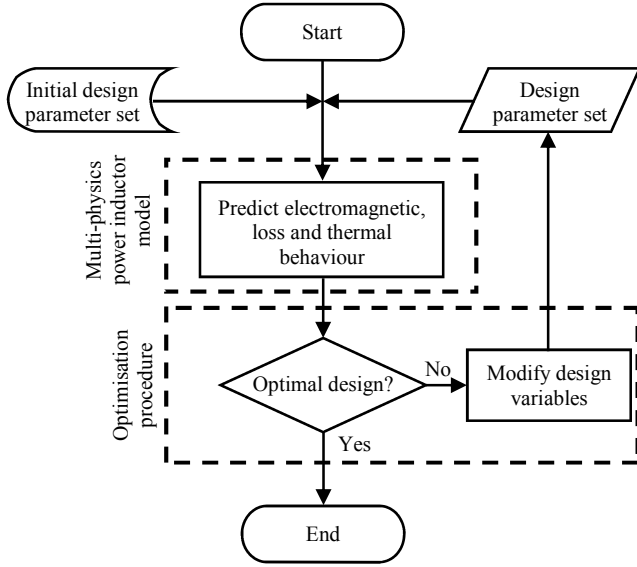 Start
Initial design
parameter set
Design
parameter set
Multi-physics
power inductor
model
Predict electromagnetic,
loss and thermal
behaviour
Optimisation
procedure
Optimal design?
No
Modify design
variables
Yes
End